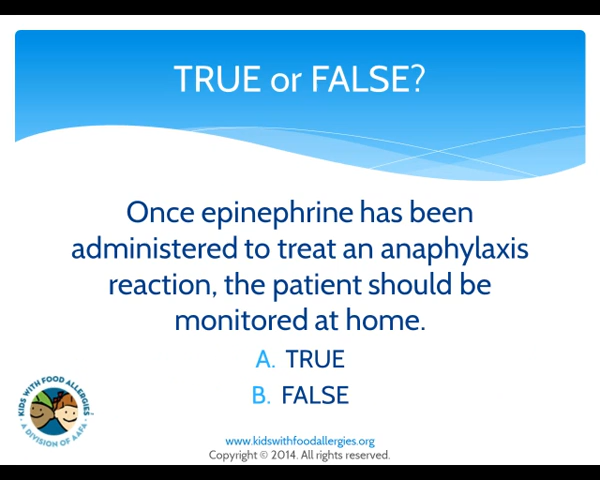 TRUE or FALSE?
Once epinephrine has been
administered to treat an anaphylaxis
reaction, the patient should be
monitored at home.
A. TRUE
B. FALSE
KIDS WITH FOOD ALLERGIES
A DIVISION OF AAFA
www.kidswithfoodallergies.org
Copyright © 2014. All rights reserved.